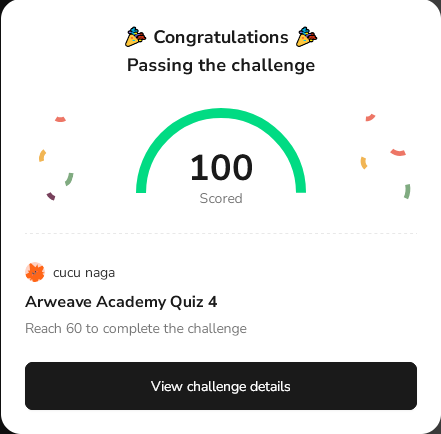 🎉 Congratulations 🎉
Passing the challenge
100
Scored
cucu naga
Arweave Academy Quiz 4
Reach 60 to complete the challenge
View challenge details